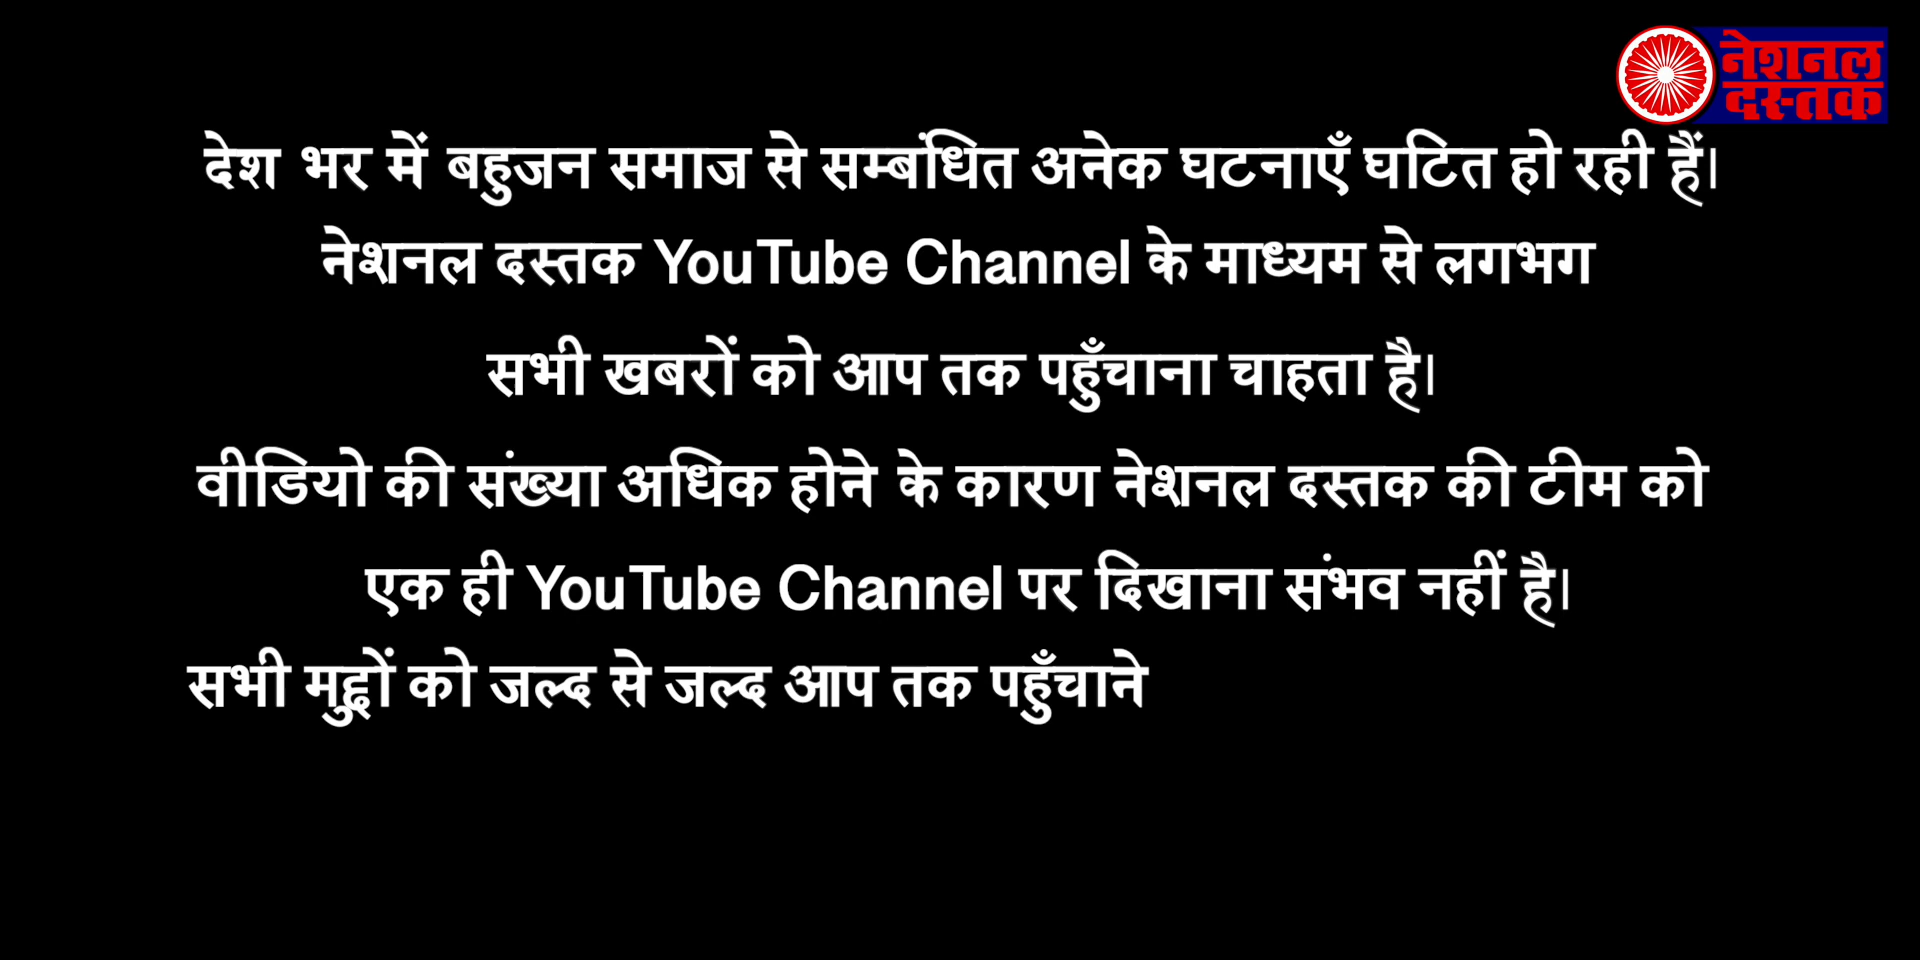 नेशनल
दस्तक
देश भर में बहुजन समाज से सम्बंधित अनेक घटनाएँ घटित हो रही हैं।
नेशनल दस्तक YouTube Channel के माध्यम से लगभग
सभी खबरों को आप तक पहुँचाना चाहता है।
वीडियो की संख्या अधिक होने के कारण नेशनल दस्तक की टीम को
एक ही YouTube Channel पर दिखाना संभव नहीं है।
सभी मुद्दों को जल्द से जल्द आप तक पहुँचाने